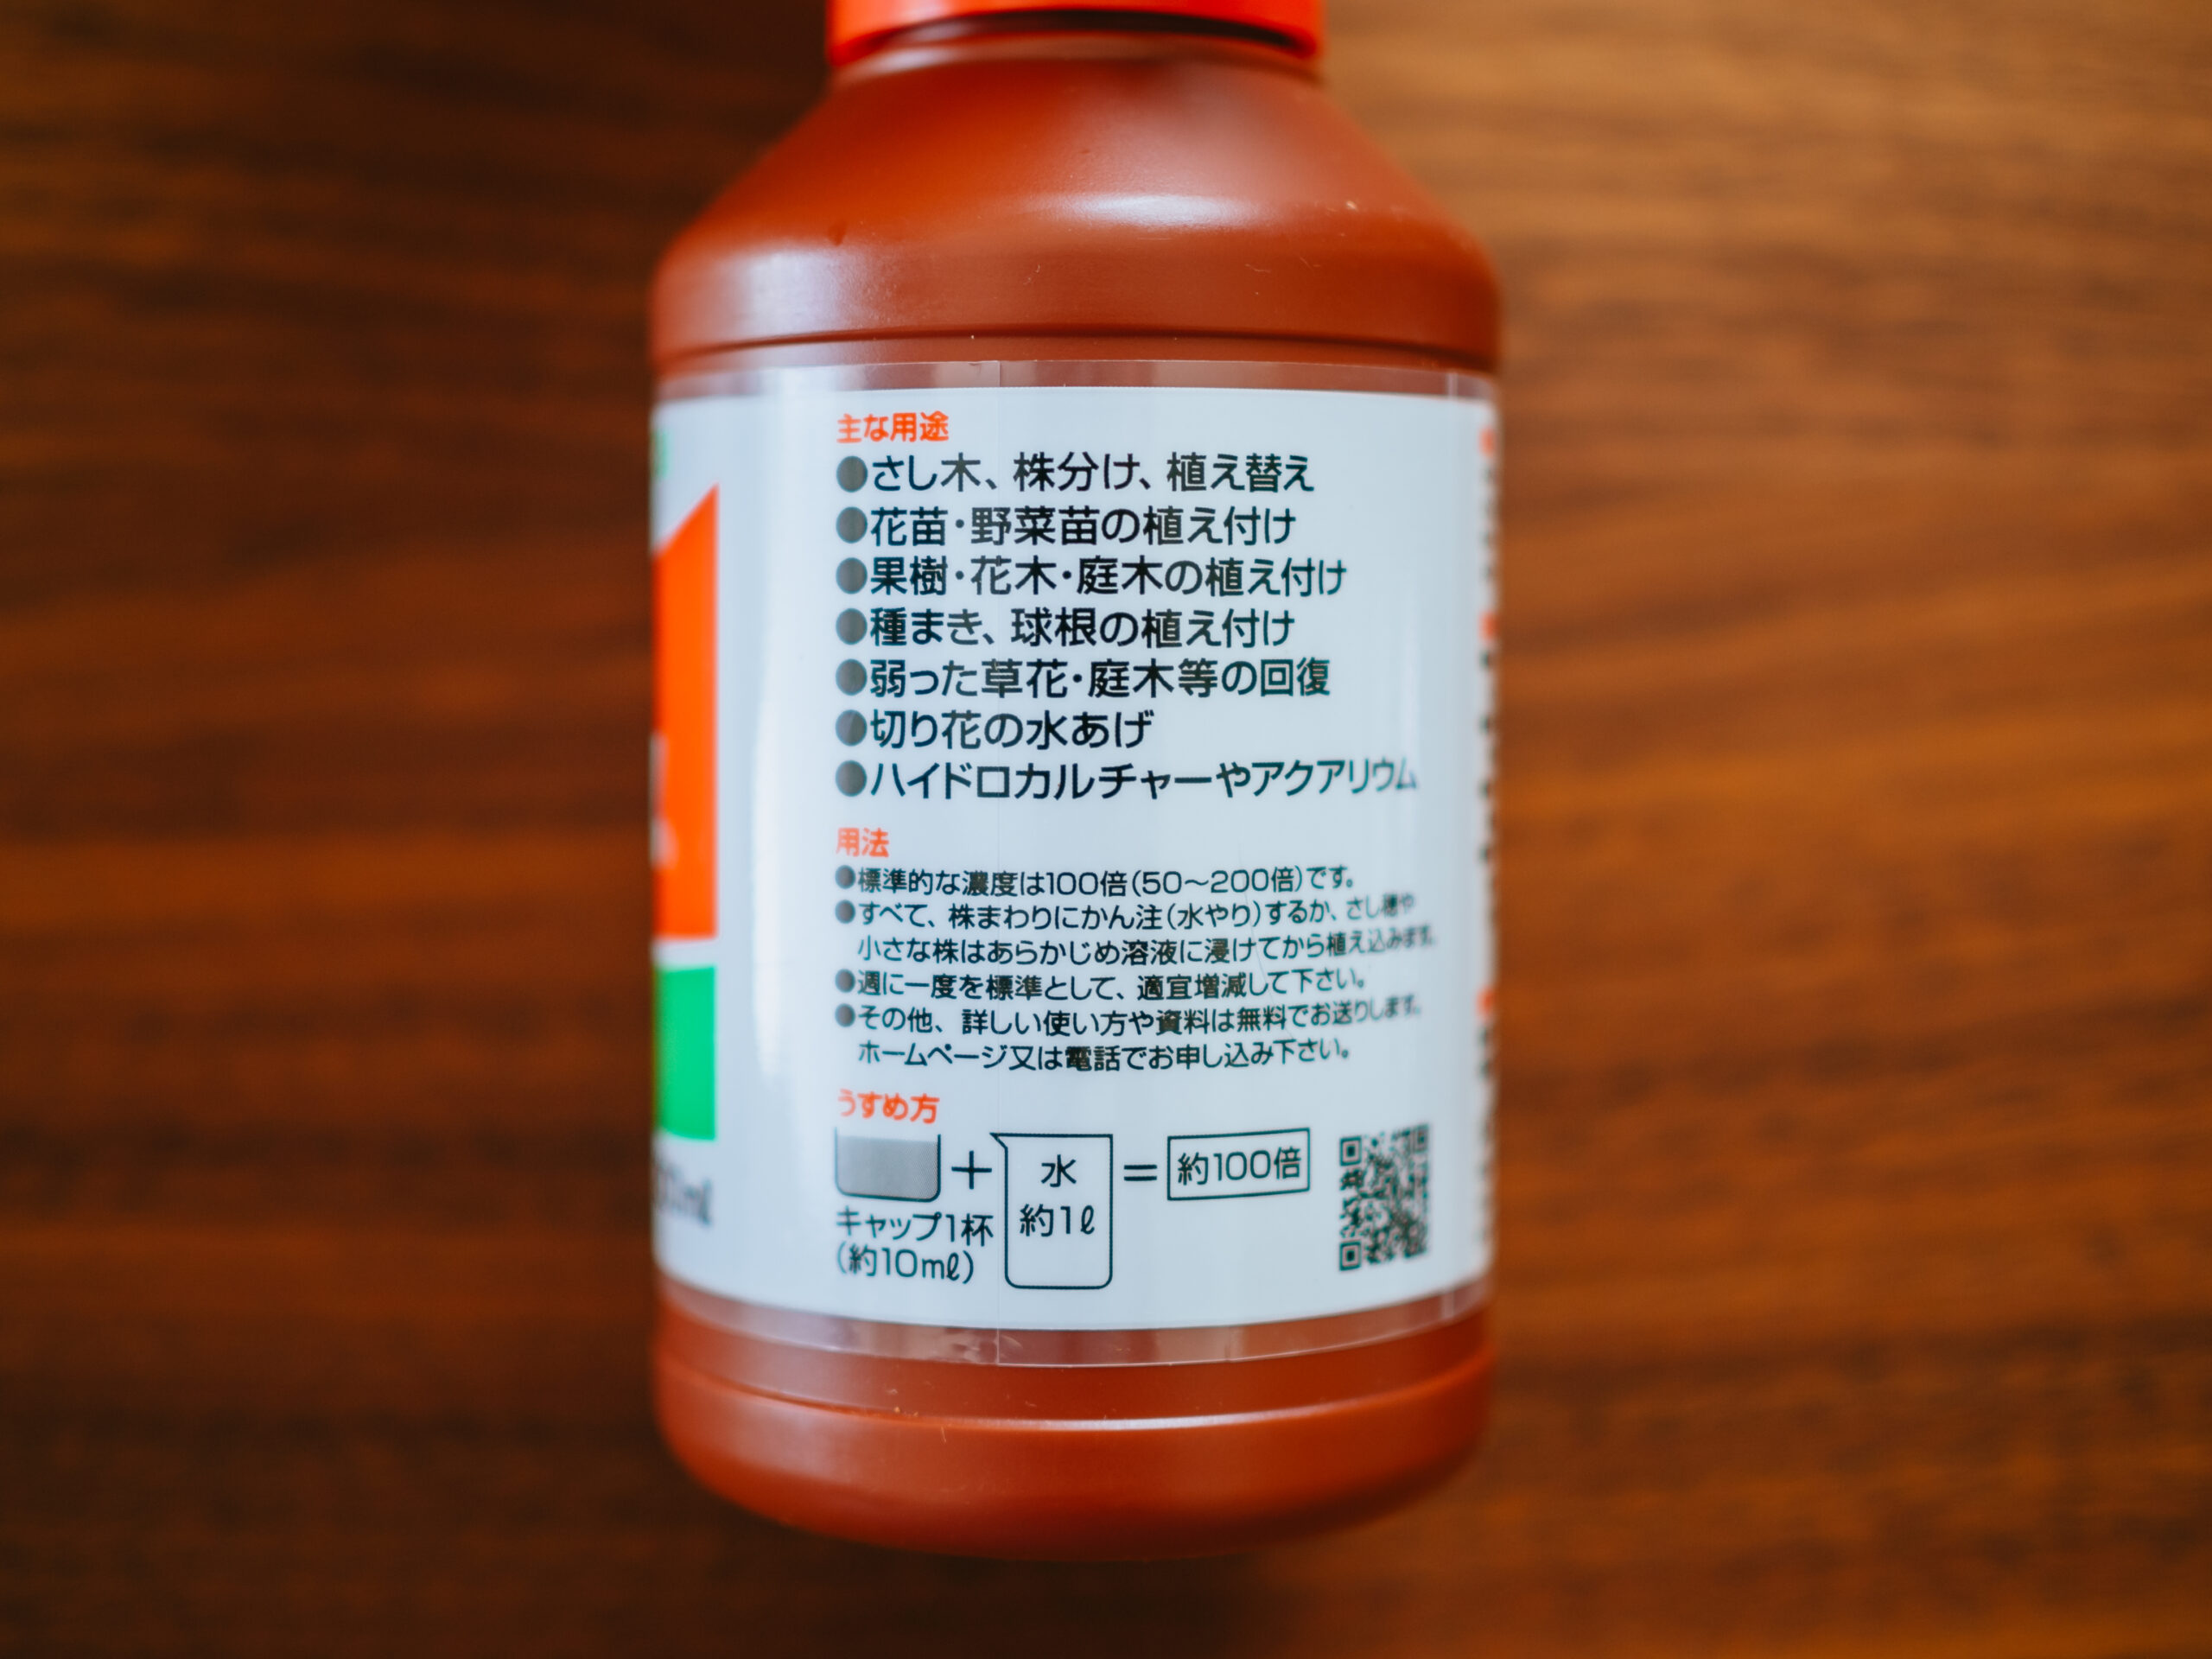 主な用途
●さし木、株分け、植え替え
●花苗・野菜苗の植え付け
●果樹・花木・庭木の植え付け
●種まき、球根の植え付け
●弱った草花・庭木等の回復
●切り花の水あげ
●ハイドロカルチャーやアクアリウム
用法
●標準的な濃度は100倍(50～200倍)です。
●すべて、株まわりにかん注(水やり)するか、さし穂や
小さな株はあらかじめ溶液に浸けてから植え込みます。
●週に一度を標準として、適宜増減して下さい。
●その他、詳しい使い方や資料は無料でお送りします。
ホームページ又は電話でお申し込み下さい。
うすめ方
+ 水 = 約100倍
約1ℓ
キャップ1杯
(約10mℓ)